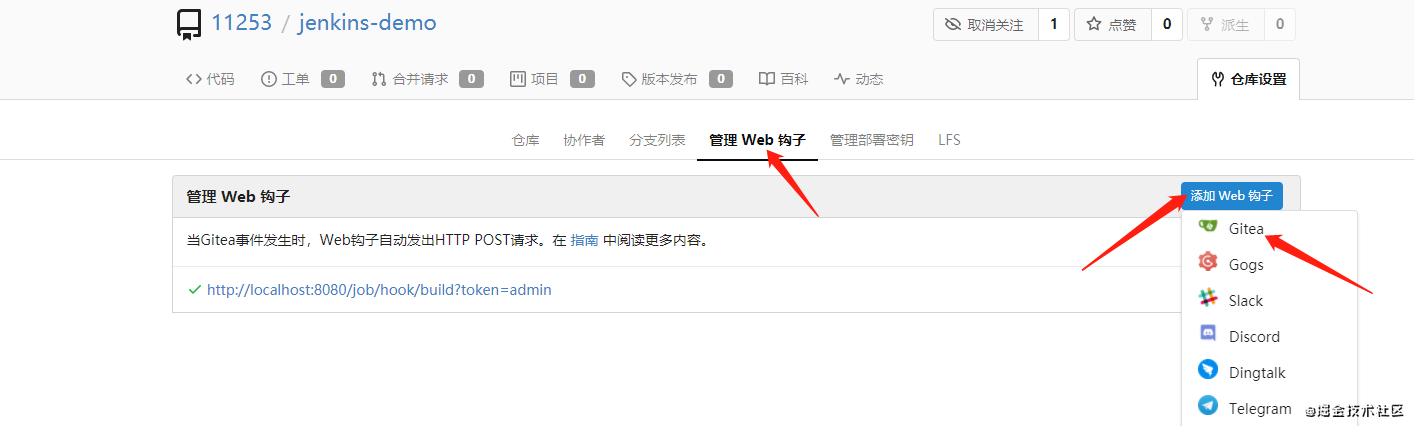 11253 / jenkins-demo
取消关注 1 点赞 0 派生 0
代码 工单 0 合并请求 0 项目 0 版本发布 0 百科 动态 仓库设置
仓库 协作者 分支列表 管理 Web 钩子 管理部署密钥 LFS
管理 Web 钩子 添加 Web 钩子
当Gitea事件发生时，Web钩子自动发出HTTP POST请求。在 指南 中阅读更多内容。
http://localhost:8080/job/hook/build?token=admin
Gitea
Gogs
Slack
Discord
Dingtalk
Telegram
@掘金技术社区